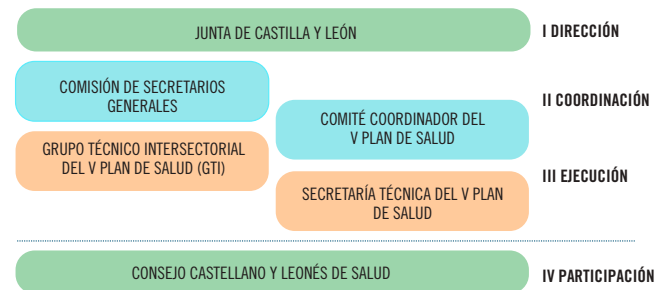 JUNTA DE CASTILLA Y LEÓN
I DIRECCIÓN
COMISIÓN DE SECRETARIOS
GENERALES
COMITÉ COORDINADOR DEL
V PLAN DE SALUD
II COORDINACIÓN
GRUPO TÉCNICO INTERSECTORIAL
DEL V PLAN DE SALUD (GTI)
SECRETARÍA TÉCNICA DEL V PLAN
DE SALUD
III EJECUCIÓN
CONSEJO CASTELLANO Y LEONÉS DE SALUD
IV PARTICIPACIÓN